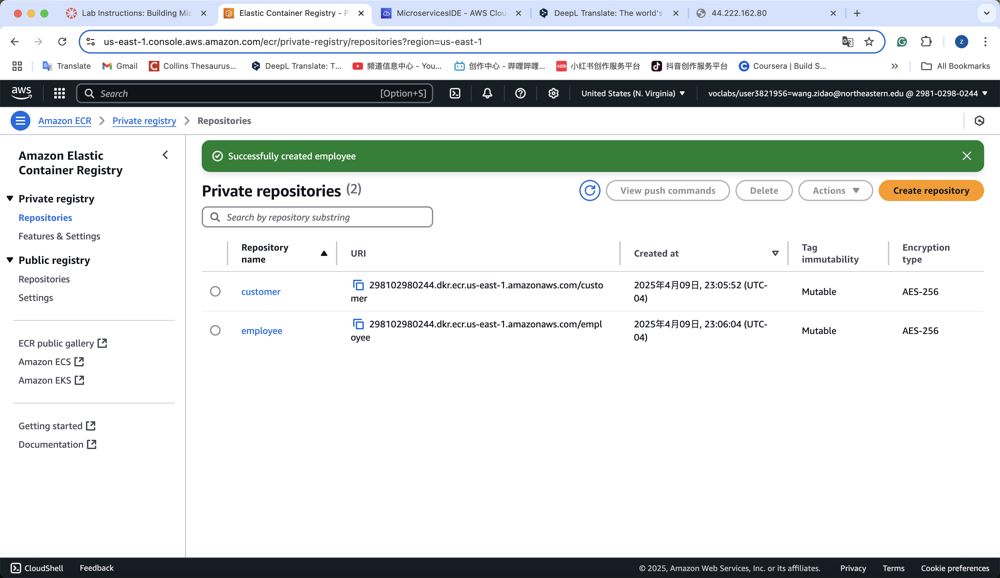 Lab Instructions: Building Mic
Elastic Container Registry - P
MicroservicesIDE - AWS Clou
DeepL Translate: The world's
44.222.162.80
us-east-1.console.aws.amazon.com/ecr/private-registry/repositories?region=us-east-1
z
Translate
Gmail
Collins Thesaurus...
DeepL Translate: T...
频道信息中心 - You...
创作中心 - 哔哩哔哩...
小红书
小红书创作服务平台
抖音创作服务平台
Coursera | Build S...
All Bookmarks
aws
Search
[Option+S]
United States (N. Virginia)
voclabs/user3821956=wang.zidao@northeastern.edu @ 2981-0298-0244
Amazon ECR
Private registry
Repositories
Amazon Elastic
Container Registry
Private registry
Repositories
Features & Settings
Public registry
Repositories
Settings
ECR public gallery
Amazon ECS
Amazon EKS
Getting started
Documentation
Successfully created employee
Private repositories (2)
View push commands
Delete
Actions
Create repository
Search by repository substring
Repository
name
URI
Created at
Tag
immutability
Encryption
type
customer
298102980244.dkr.ecr.us-east-1.amazonaws.com/custo
mer
2025年4月09日, 23:05:52 (UTC-
04)
Mutable
AES-256
employee
298102980244.dkr.ecr.us-east-1.amazonaws.com/empl
oyee
2025年4月09日, 23:06:04 (UTC-
04)
Mutable
AES-256
CloudShell
Feedback
© 2025, Amazon Web Services, Inc. or its affiliates.
Privacy
Terms
Cookie preferences